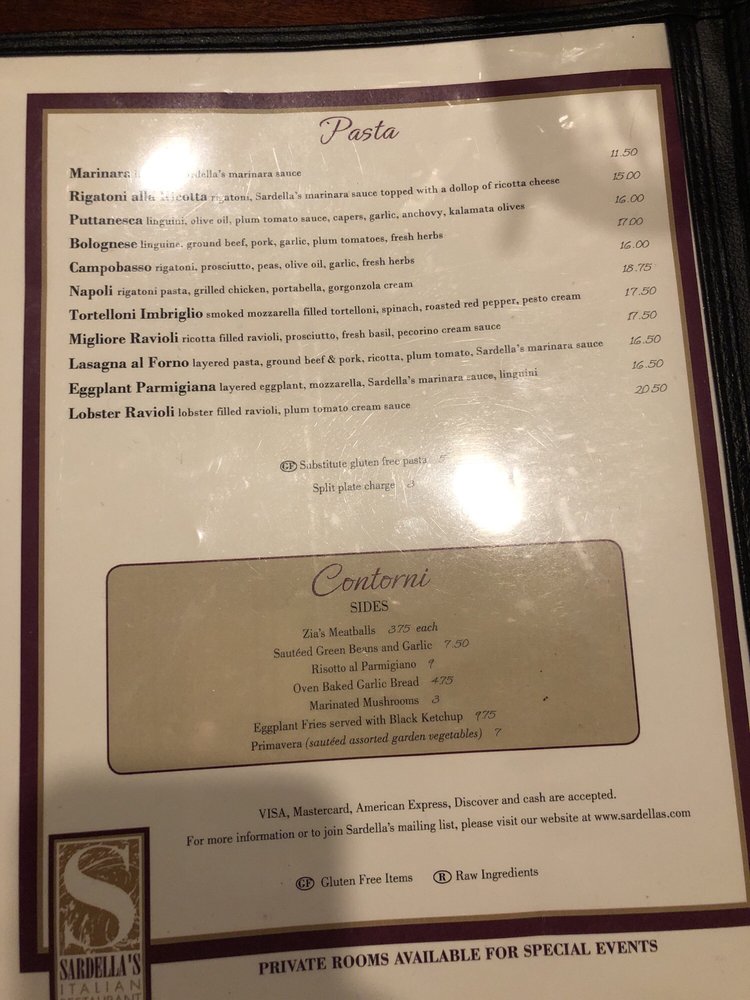 Pasta
Marinara Sardella's marinara sauce 11.50
Rigatoni alla Ricotta rigatoni, Sardella's marinara sauce topped with a dollop of ricotta cheese 15.00
Puttanesca linguini, olive oil, plum tomato sauce, capers, garlic, anchovy, kalamata olives 16.00
Bolognese linguine, ground beef, pork, garlic, plum tomatoes, fresh herbs 17.00
Campobasso rigatoni, prosciutto, peas, olive oil, garlic, fresh herbs 16.00
Napoli rigatoni pasta, grilled chicken, portabella, gorgonzola cream 18.75
Tortelloni Imbriglio smoked mozzarella filled tortelloni, spinach, roasted red pepper, pesto cream 17.50
Migliore Ravioli ricotta filled ravioli, prosciutto, fresh basil, pecorino cream sauce 17.50
Lasagna al Forno layered pasta, ground beef & pork, ricotta, plum tomato, Sardella's marinara sauce 16.50
Eggplant Parmigiana layered eggplant, mozzarella, Sardella's marinara sauce, linguini 16.50
Lobster Ravioli lobster filled ravioli, plum tomato cream sauce 20.50
GF Substitute gluten free pasta 5
Split plate charge 3
Contorni
SIDES
Zia's Meatballs 3.75 each
Sautéed Green Beans and Garlic 7.50
Risotto al Parmigiano 9
Oven Baked Garlic Bread 4.75
Marinated Mushrooms 3
Eggplant Fries served with Black Ketchup 9.75
Primavera (sautéed assorted garden vegetables) 7
VISA, Mastercard, American Express, Discover and cash are accepted.
For more information or to join Sardella's mailing list, please visit our website at www.sardellas.com
GF Gluten Free Items R Raw Ingredients
S
SARDELLA'S
ITALIAN
RESTAURANT
PRIVATE ROOMS AVAILABLE FOR SPECIAL EVENTS